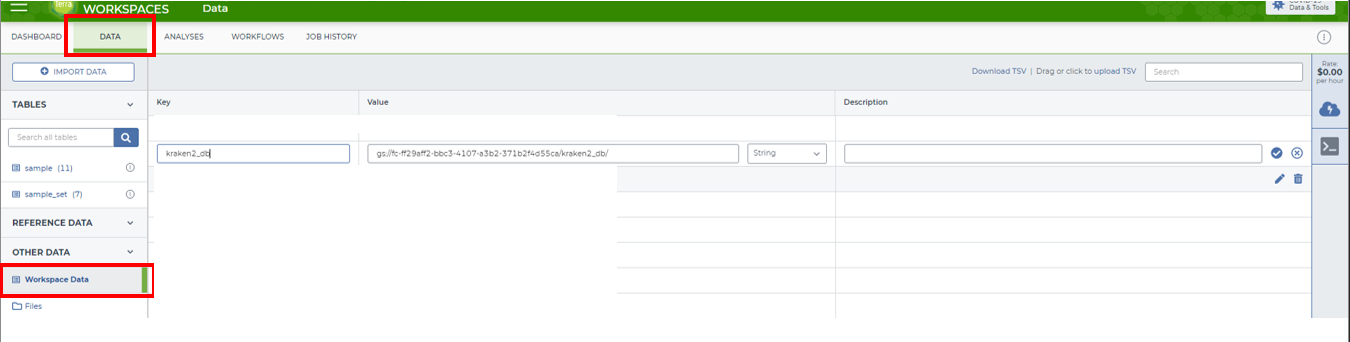 Terra
WORKSPACES
Data
Data & Tools
DASHBOARD
DATA
ANALYSES
WORKFLOWS
JOB HISTORY
IMPORT DATA
Download TSV | Drag or click to upload TSV
Search
Rate:
$0.00
per hour
TABLES
Key
Value
Description
Search all tables
kraken2_db
gs://fc-ff29aff2-bbc3-4107-a3b2-371b2f4d55ca/kraken2_db/
String
sample (11)
sample_set (7)
REFERENCE DATA
OTHER DATA
Workspace Data
Files